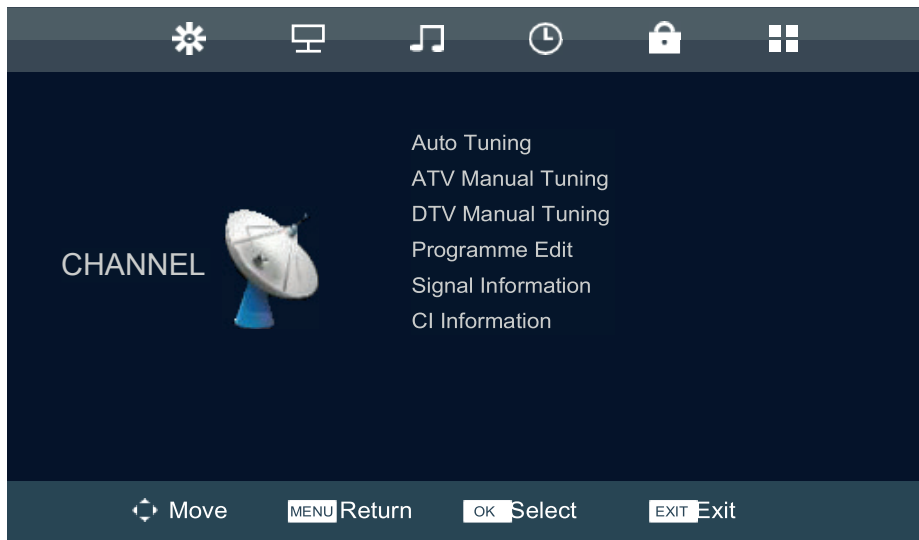 Auto Tuning
ATV Manual Tuning
DTV Manual Tuning
Programme Edit
CHANNEL
Signal Information
CI Information
Move MENU Return OK Select EXIT Exit